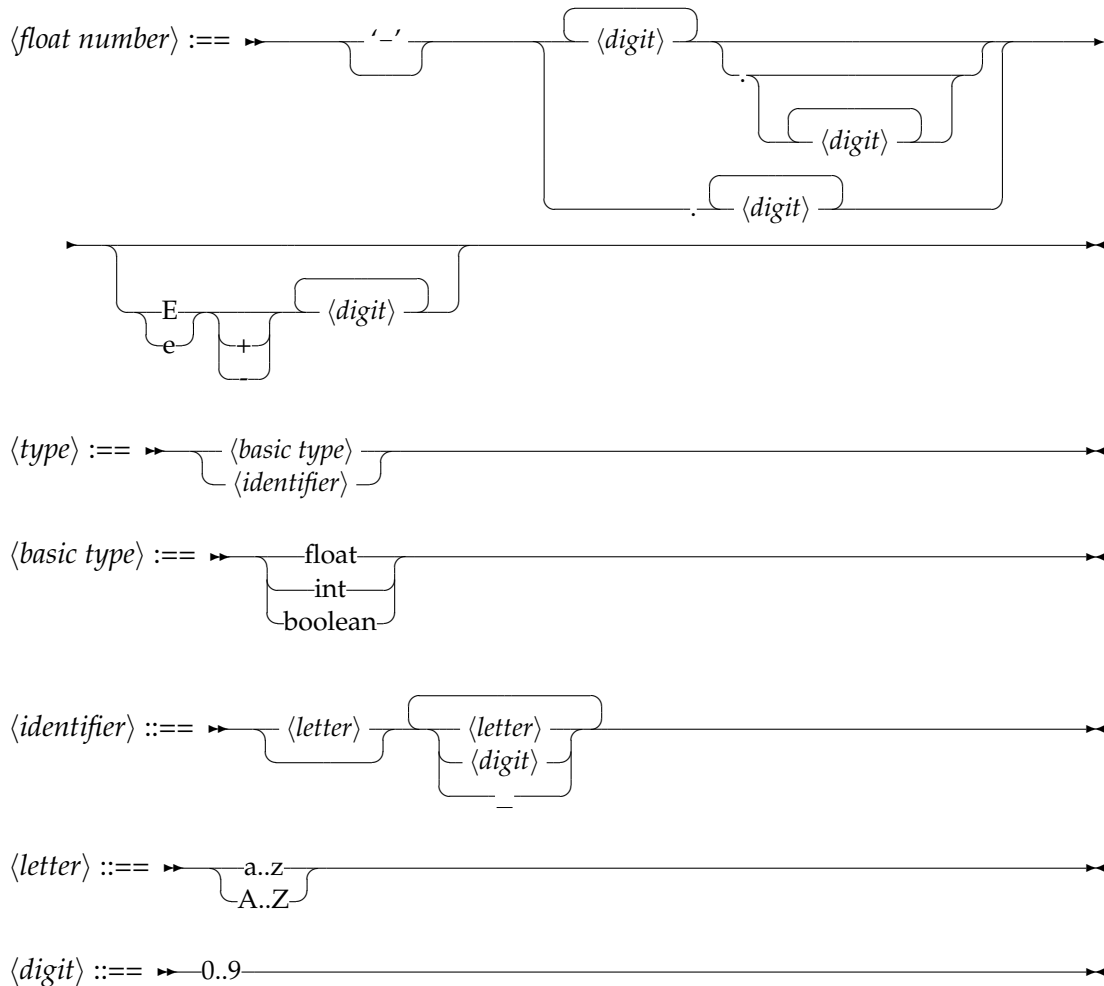 ⟨float number⟩ :== ‘–’ ⟨digit⟩
.
⟨digit⟩
. ⟨digit⟩
E ⟨digit⟩
e +
-
⟨type⟩ :== ⟨basic type⟩
⟨identifier⟩
⟨basic type⟩ :== float
int
boolean
⟨identifier⟩ ::== ⟨letter⟩ ⟨letter⟩
⟨digit⟩
_
⟨letter⟩ ::== a..z
A..Z
⟨digit⟩ ::== 0..9